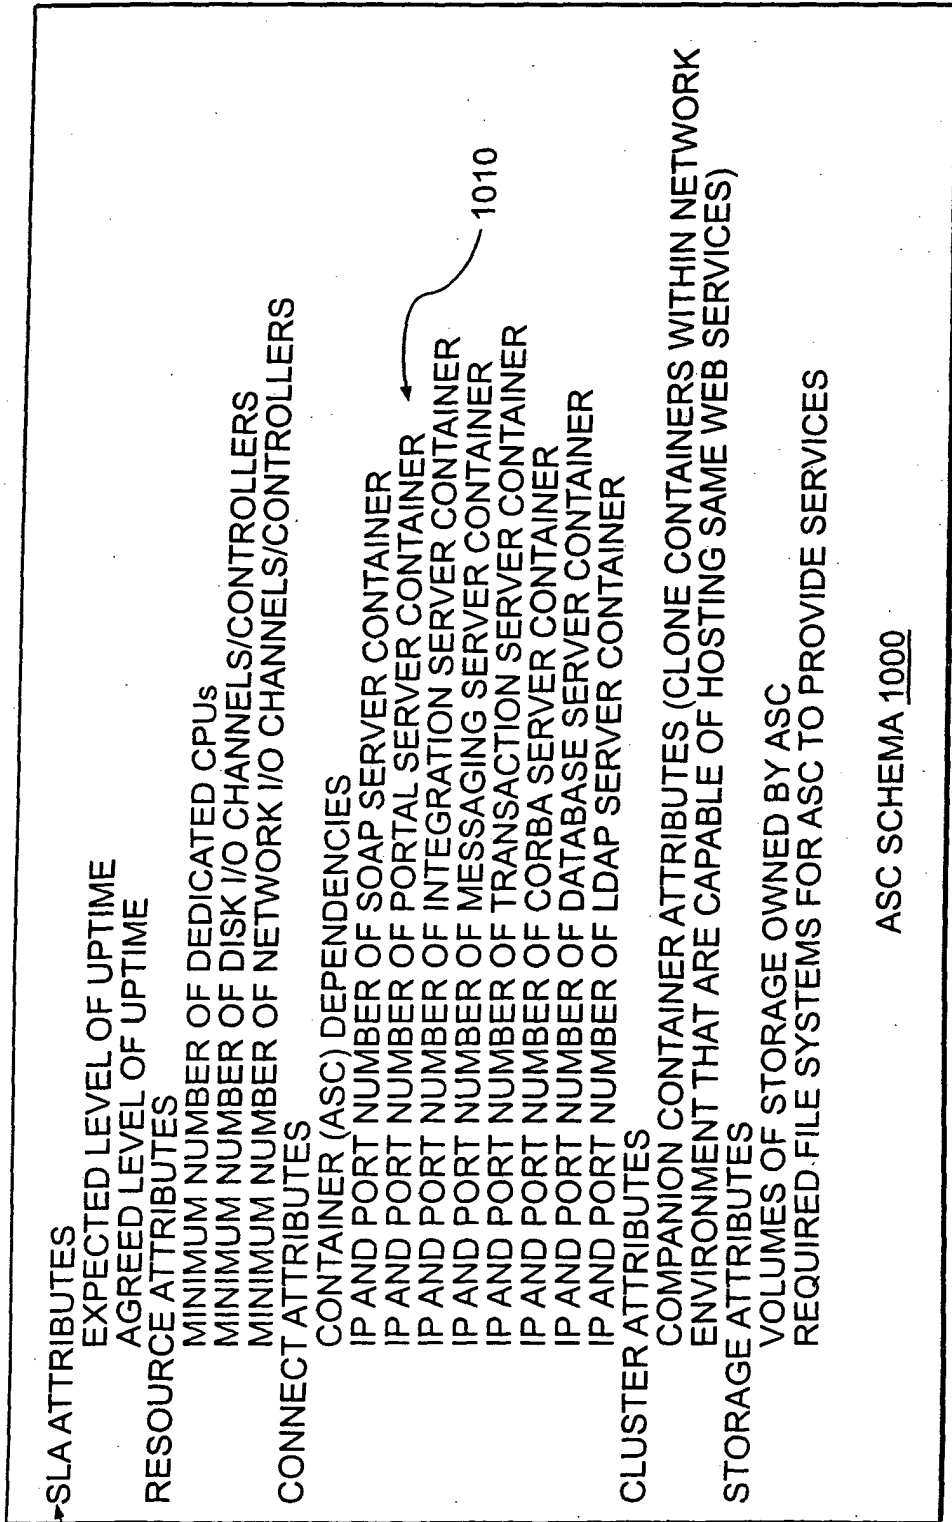 SLA ATTRIBUTES
EXPECTED LEVEL OF UPTIME
AGREED LEVEL OF UPTIME
RESOURCE ATTRIBUTES
MINIMUM NUMBER OF DEDICATED CPUs
MINIMUM NUMBER OF DISK I/O CHANNELS/CONTROLLERS
MINIMUM NUMBER OF NETWORK I/O CHANNELS/CONTROLLERS
CONNECT ATTRIBUTES
CONTAINER (ASC) DEPENDENCIES
IP AND PORT NUMBER OF SOAP SERVER CONTAINER
IP AND PORT NUMBER OF PORTAL SERVER CONTAINER
IP AND PORT NUMBER OF INTEGRATION SERVER CONTAINER
IP AND PORT NUMBER OF MESSAGING SERVER CONTAINER
IP AND PORT NUMBER OF TRANSACTION SERVER CONTAINER
IP AND PORT NUMBER OF CORBA SERVER CONTAINER
IP AND PORT NUMBER OF DATABASE SERVER CONTAINER
IP AND PORT NUMBER OF LDAP SERVER CONTAINER
1010
CLUSTER ATTRIBUTES
COMPANION CONTAINER ATTRIBUTES (CLONE CONTAINERS WITHIN NETWORK
ENVIRONMENT THAT ARE CAPABLE OF HOSTING SAME WEB SERVICES)
STORAGE ATTRIBUTES
VOLUMES OF STORAGE OWNED BY ASC
REQUIRED FILE SYSTEMS FOR ASC TO PROVIDE SERVICES
ASC SCHEMA 1000